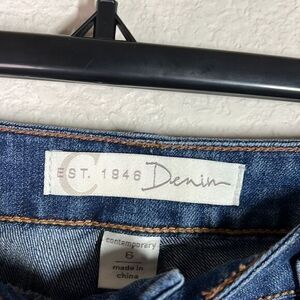 C
EST. 1946 Denim
contemporary
6
made in
china